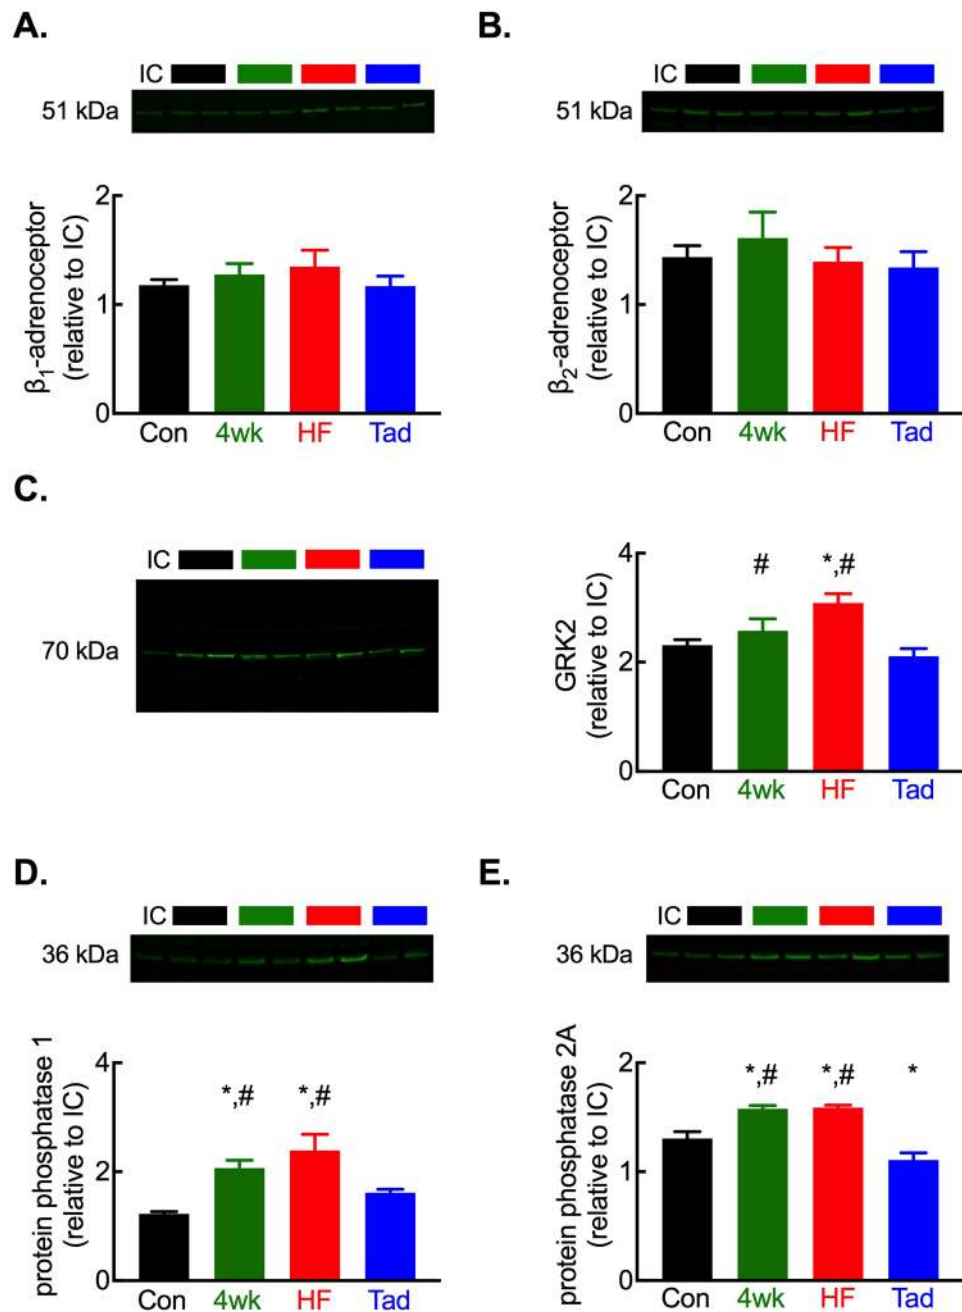 A.
IC
51 kDa
β₁-adrenoceptor
(relative to IC)
2
1
0
Con 4wk HF Tad
B.
IC
51 kDa
β₂-adrenoceptor
(relative to IC)
2
1
0
Con 4wk HF Tad
C.
IC
70 kDa
GRK2
(relative to IC)
4
2
0
# *,#
Con 4wk HF Tad
D.
IC
36 kDa
protein phosphatase 1
(relative to IC)
4
2
0
*,# *,#
Con 4wk HF Tad
E.
IC
36 kDa
protein phosphatase 2A
(relative to IC)
2
1
0
*,# *,# *
Con 4wk HF Tad